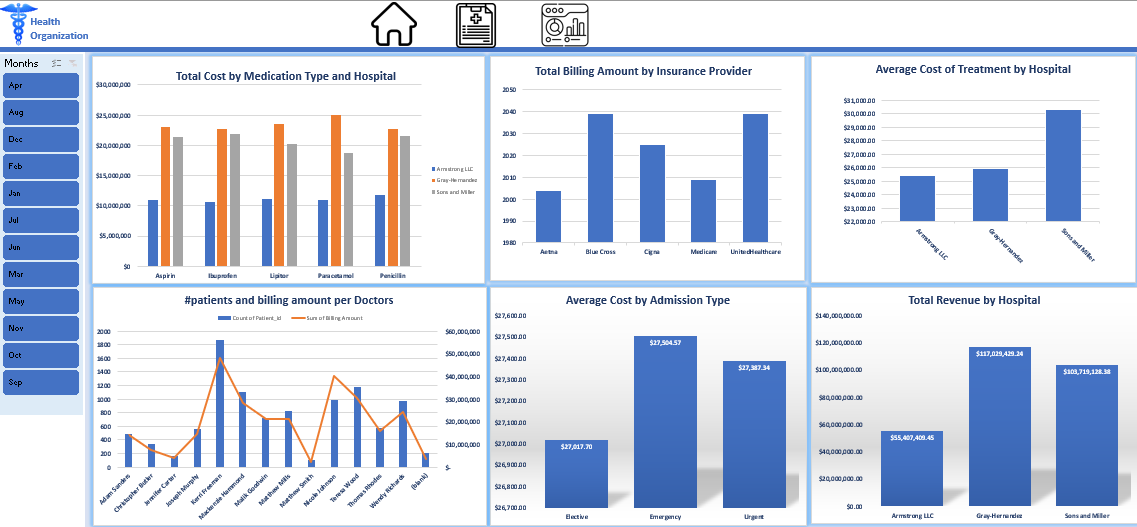 Health
Organization
Months
Apr
Aug
Dec
Feb
Jan
Jul
Jun
Mar
May
Nov
Oct
Sep
Total Cost by Medication Type and Hospital
$30,000,000
$25,000,000
$20,000,000
$15,000,000
$10,000,000
$5,000,000
$0
Aspirin Ibuprofen Lipitor Paracetamol Penicillin
Armstrong LLC
Gray-Hernandez
Sons and Miller
Total Billing Amount by Insurance Provider
2050
2040
2030
2020
2010
2000
1990
1980
Aetna Blue Cross Cigna Medicare UnitedHealthcare
Average Cost of Treatment by Hospital
$31,000.00
$30,000.00
$29,000.00
$28,000.00
$27,000.00
$26,000.00
$25,000.00
$24,000.00
$23,000.00
$22,000.00
Armstrong LLC
Gray-Hernandez
Sons and Miller
#patients and billing amount per Doctors
Count of Patient_id Sum of Billing Amount
2000
1800
1600
1400
1200
1000
800
600
400
200
0
$60,000,000
$50,000,000
$40,000,000
$30,000,000
$20,000,000
$10,000,000
$-
Adam Sanders
Christopher Butler
Jennifer Carter
Joseph Murphy
Kerri Freeman
Mackenzie Hammond
Malik Goodwin
Matthew Mills
Matthew Smith
Nicole Johnson
Teresa Wood
Thomas Rhodes
Wendy Richards
(blank)
Average Cost by Admission Type
$27,600.00
$27,500.00
$27,400.00
$27,300.00
$27,200.00
$27,100.00
$27,000.00
$26,900.00
$26,800.00
$26,700.00
$27,017.70
$27,504.57
$27,387.34
Elective Emergency Urgent
Total Revenue by Hospital
$140,000,000.00
$120,000,000.00
$100,000,000.00
$80,000,000.00
$60,000,000.00
$40,000,000.00
$20,000,000.00
$0.00
$55,407,409.45
$117,029,429.24
$103,719,128.38
Armstrong LLC Gray-Hernandez Sons and Miller